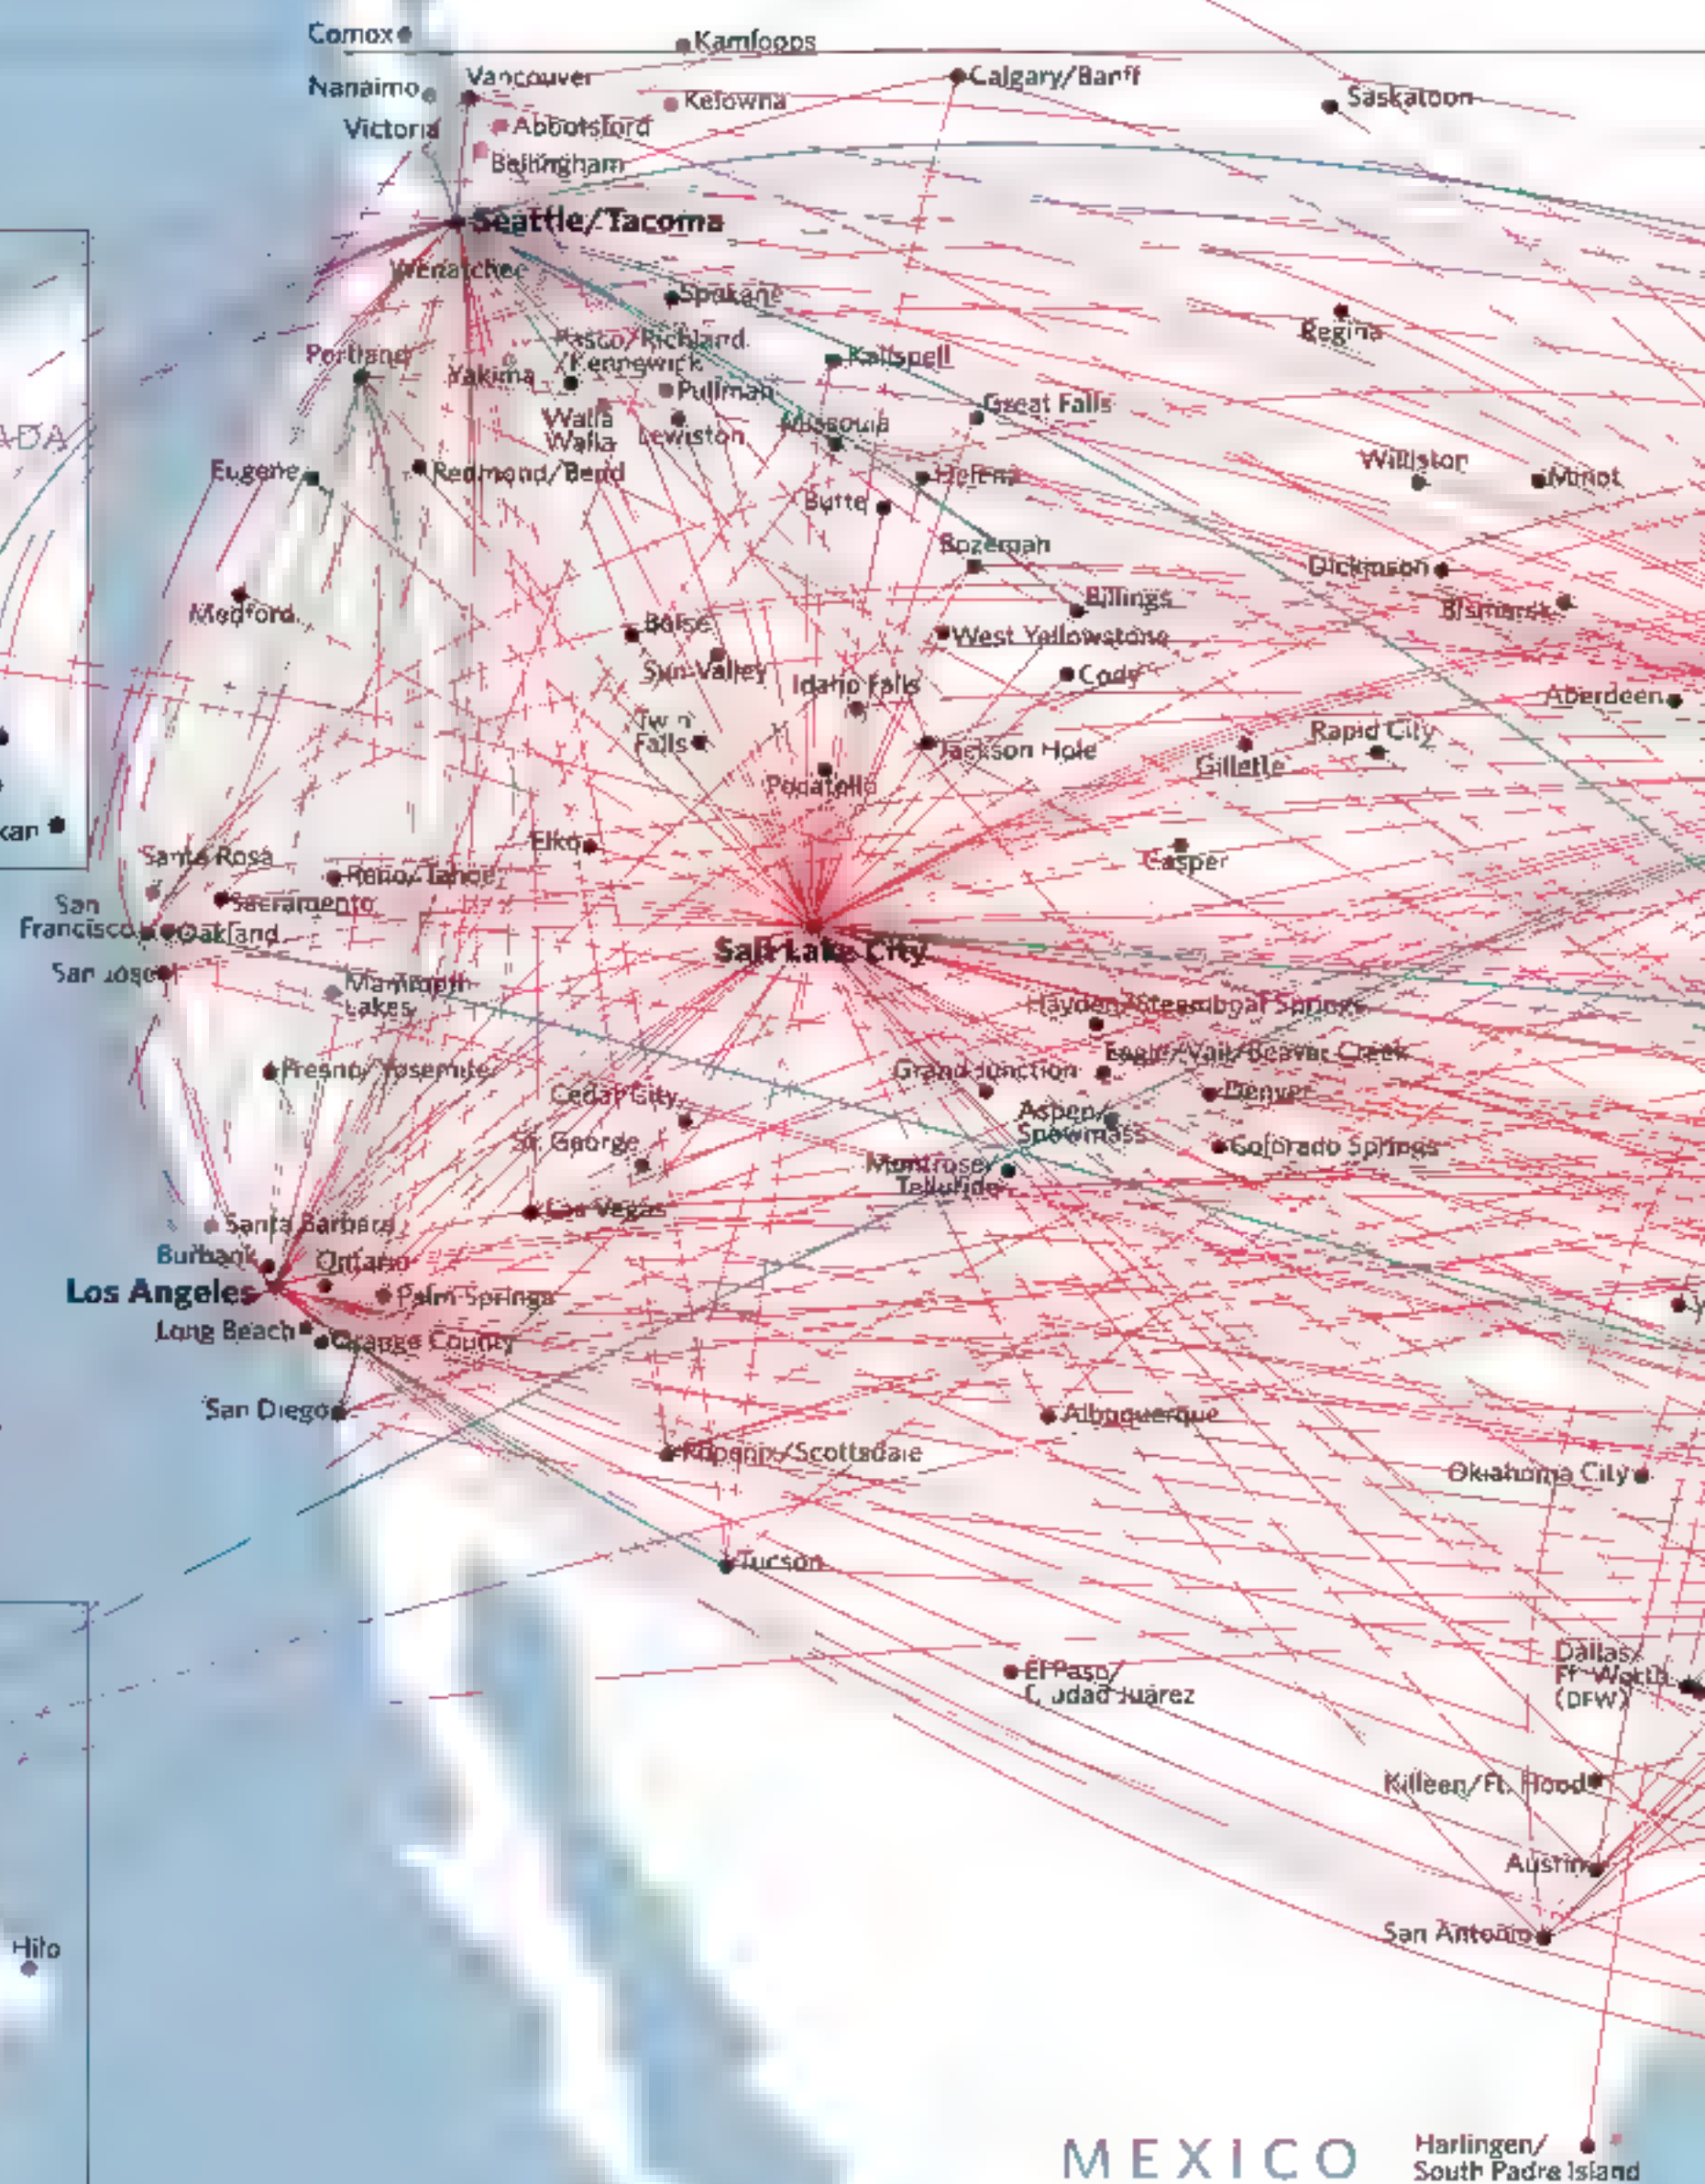 Comox
Kamloops
Vancouver
Calgary/Banff
Nanaimo
Kelowna
Saskatoon
Victoria
Abbotsford
Bellingham
Seattle/Tacoma
Wenatchee
Spokane
Regina
Pasco/Richland
/Kennewick
Portland
Kalispell
Yakima
Pullman
Great Falls
Walla
Walla
Lewiston
Missoula
ADA
Eugene
Redmond/Bend
Helena
Williston
Minot
Butte
Bozeman
Dickinson
Billings
Bismarck
Medford
Boise
West Yellowstone
Sun Valley
Cody
Idaho Falls
Aberdeen
Twin
Falls
Rapid City
Jackson Hole
Gillette
Pocatello
kan
Elko
Santa Rosa
Casper
Reno/Tahoe
Sacramento
San
Francisco
Oakland
Salt Lake City
San Jose
Mammoth
Lakes
Hayden/Steamboat Springs
Eagle/Vail/Beaver Creek
Fresno/Yosemite
Grand Junction
Denver
Cedar City
Aspen/
Snowmass
St. George
Colorado Springs
Montrose/
Telluride
Las Vegas
Santa Barbara
Burbank
Ontario
Los Angeles
Palm Springs
Long Beach
Orange County
San Diego
Albuquerque
Phoenix/Scottsdale
Oklahoma City
Tucson
El Paso/
Ciudad Juárez
Dallas/
Ft. Worth
(DFW)
Killeen/Ft. Hood
Austin
San Antonio
Hilo
MEXICO
Harlingen/
South Padre Island